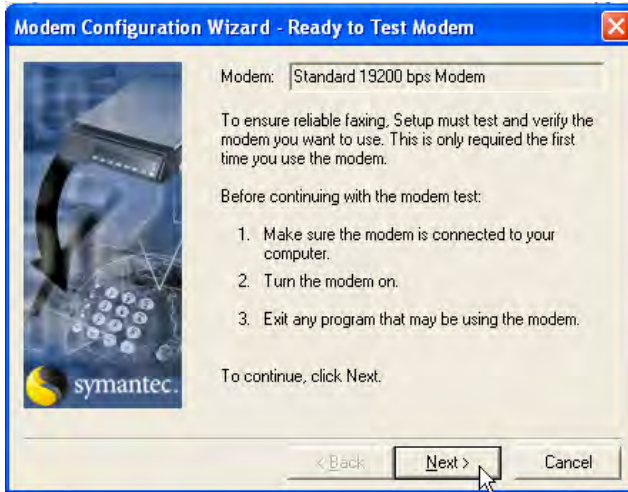 Modem Configuration Wizard - Ready to Test Modem
Modem: Standard 19200 bps Modem
To ensure reliable faxing, Setup must test and verify the
modem you want to use. This is only required the first
time you use the modem.
Before continuing with the modem test:
1. Make sure the modem is connected to your
computer.
2. Turn the modem on.
3. Exit any program that may be using the modem.
symantec.
To continue, click Next.
< Back Next > Cancel